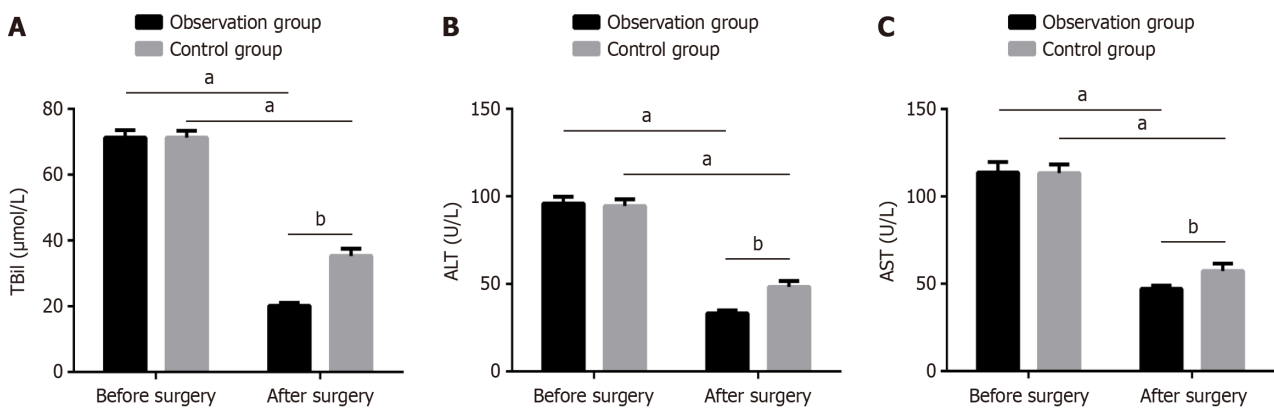 A
Observation group
Control group
a
a
b
80
60
40
20
0
TBil (μmol/L)
Before surgery
After surgery
B
Observation group
Control group
a
a
b
150
100
50
0
ALT (U/L)
Before surgery
After surgery
C
Observation group
Control group
a
a
b
150
100
50
0
AST (U/L)
Before surgery
After surgery